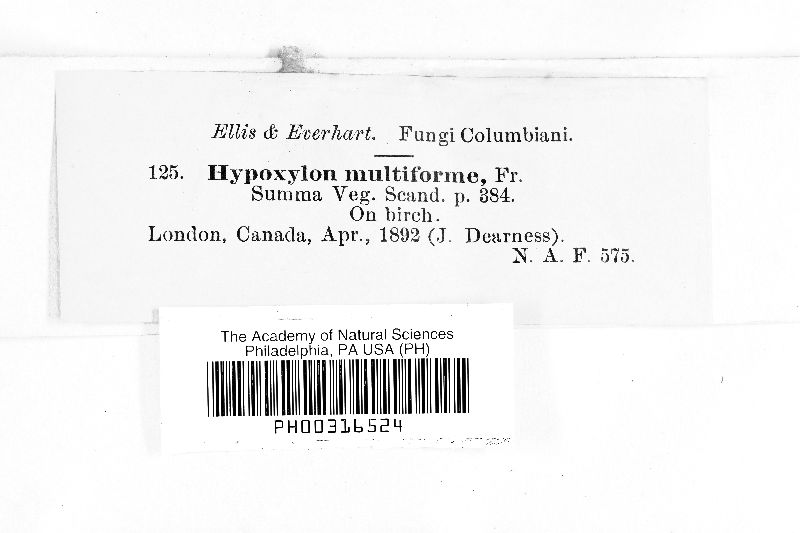 Ellis & Everhart. Fungi Columbiani.
125. Hypoxylon multiforme, Fr.
Summa Veg. Scand. p. 384.
On birch.
London, Canada, Apr., 1892 (J. Dearness).
N. A. F. 575.
The Academy of Natural Sciences
Philadelphia, PA USA (PH)
PH00316524